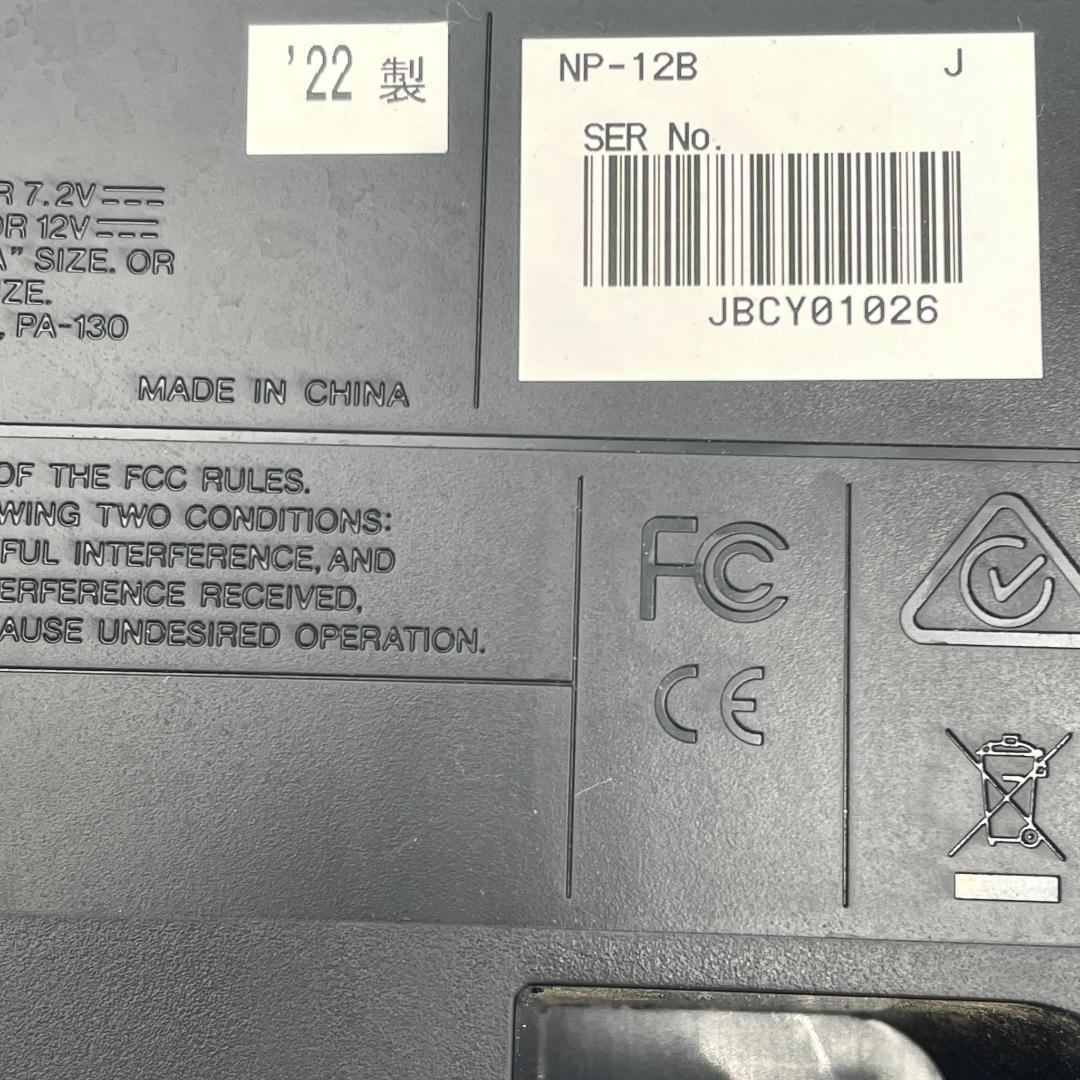 '22 製
NP-12B J
SER No.
JBCY01026
R 7.2V
OR 12V
A" SIZE. OR
ZE.
, PA-130
MADE IN CHINA
OF THE FCC RULES.
WING TWO CONDITIONS:
FUL INTERFERENCE, AND
ERFERENCE RECEIVED,
AUSE UNDESIRED OPERATION.
FC
CE